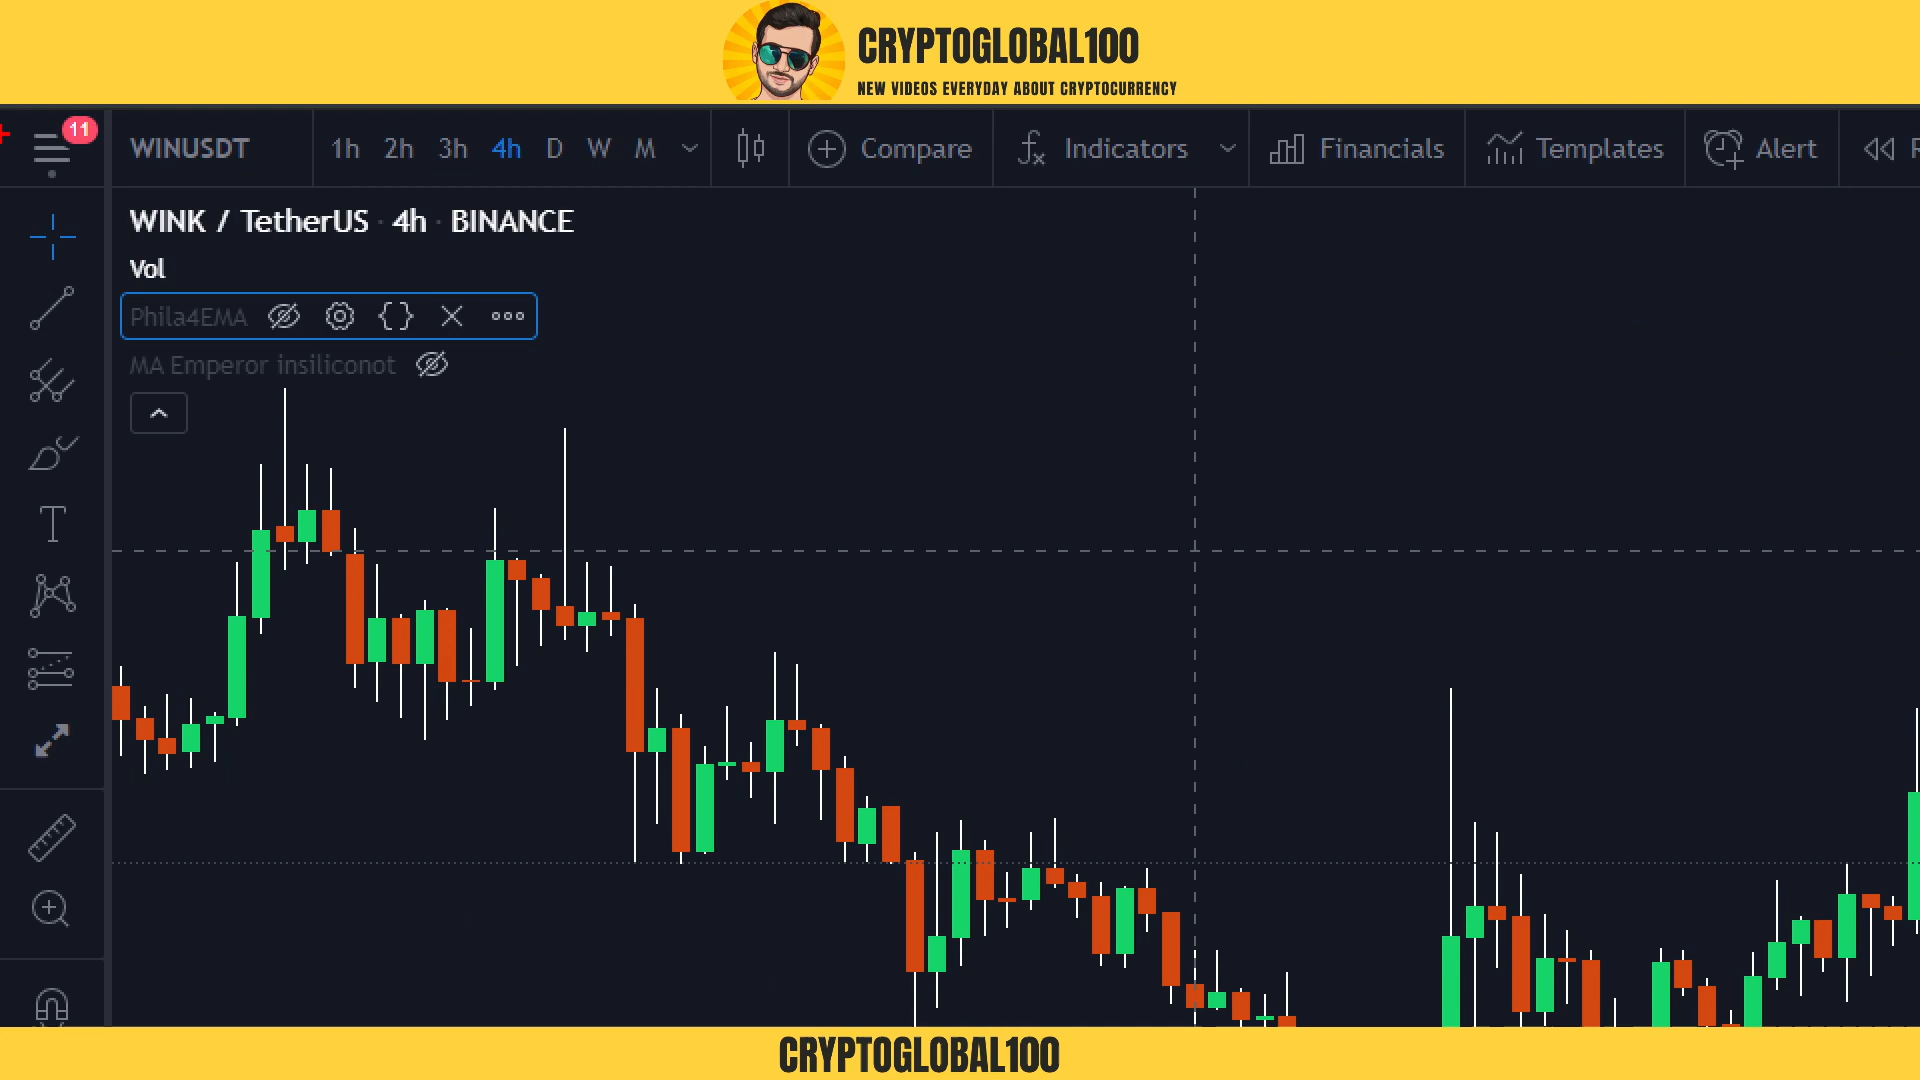 CRYPTOGLOBAL100
NEW VIDEOS EVERYDAY ABOUT CRYPTOCURRENCY
11
WINUSDT 1h 2h 3h 4h D W M Compare Indicators Financials Templates Alert
WINK / TetherUS · 4h · BINANCE
Vol
Phila4EMA
MA Emperor insiliconot
CRYPTOGLOBAL100